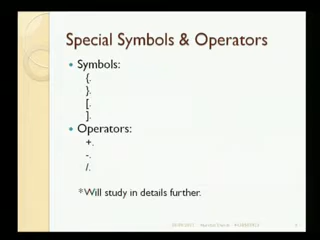 Special Symbols & Operators
• Symbols:
{.
}.
[.
].
• Operators:
+.
-.
/.
*Will study in details further.